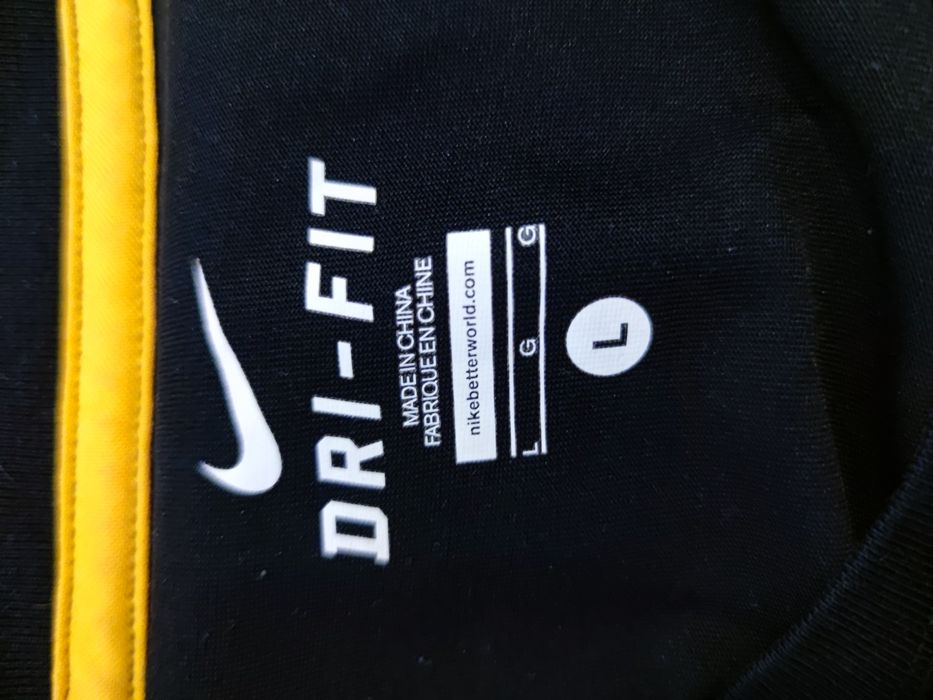 DRI-FIT
MADE IN CHINA
FABRIQUE EN CHINE
nikebetterworld.com
L G G
L